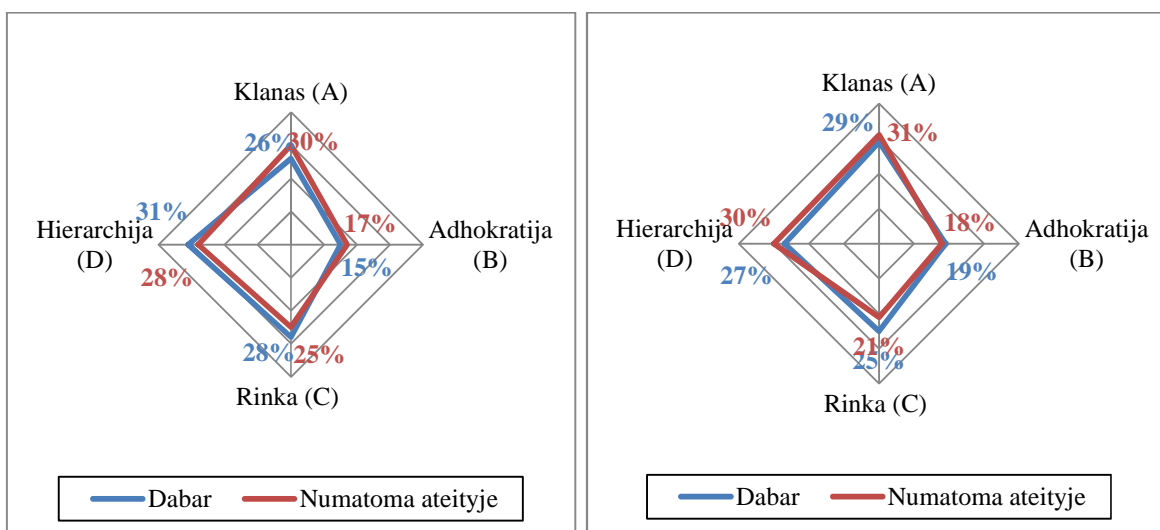 Klanas (A)
26%
30%
31%
17%
Hierarchija
(D)
Adhokratija
(B)
28%
15%
28%
25%
Rinka (C)
Dabar
Numatoma ateityje
Klanas (A)
29%
31%
30%
18%
Hierarchija
(D)
Adhokratija
(B)
27%
19%
21%
25%
Rinka (C)
Dabar
Numatoma ateityje